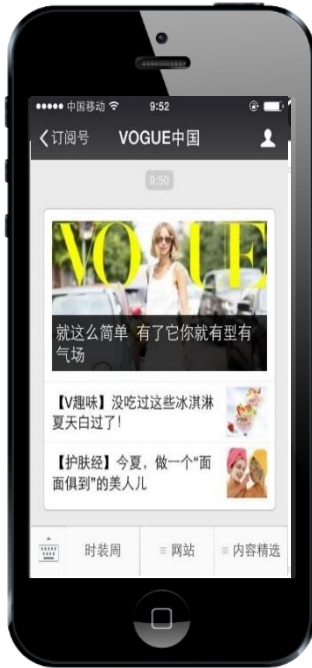 中国移动 9:52
订阅号 VOGUE中国
9:50
VOGUE
就这么简单 有了它你就有型有
气场
【V趣味】没吃过这些冰淇淋
夏天白过了！
【护肤经】今夏，做一个"面
面俱到"的美人儿
时装周 网站 内容精选